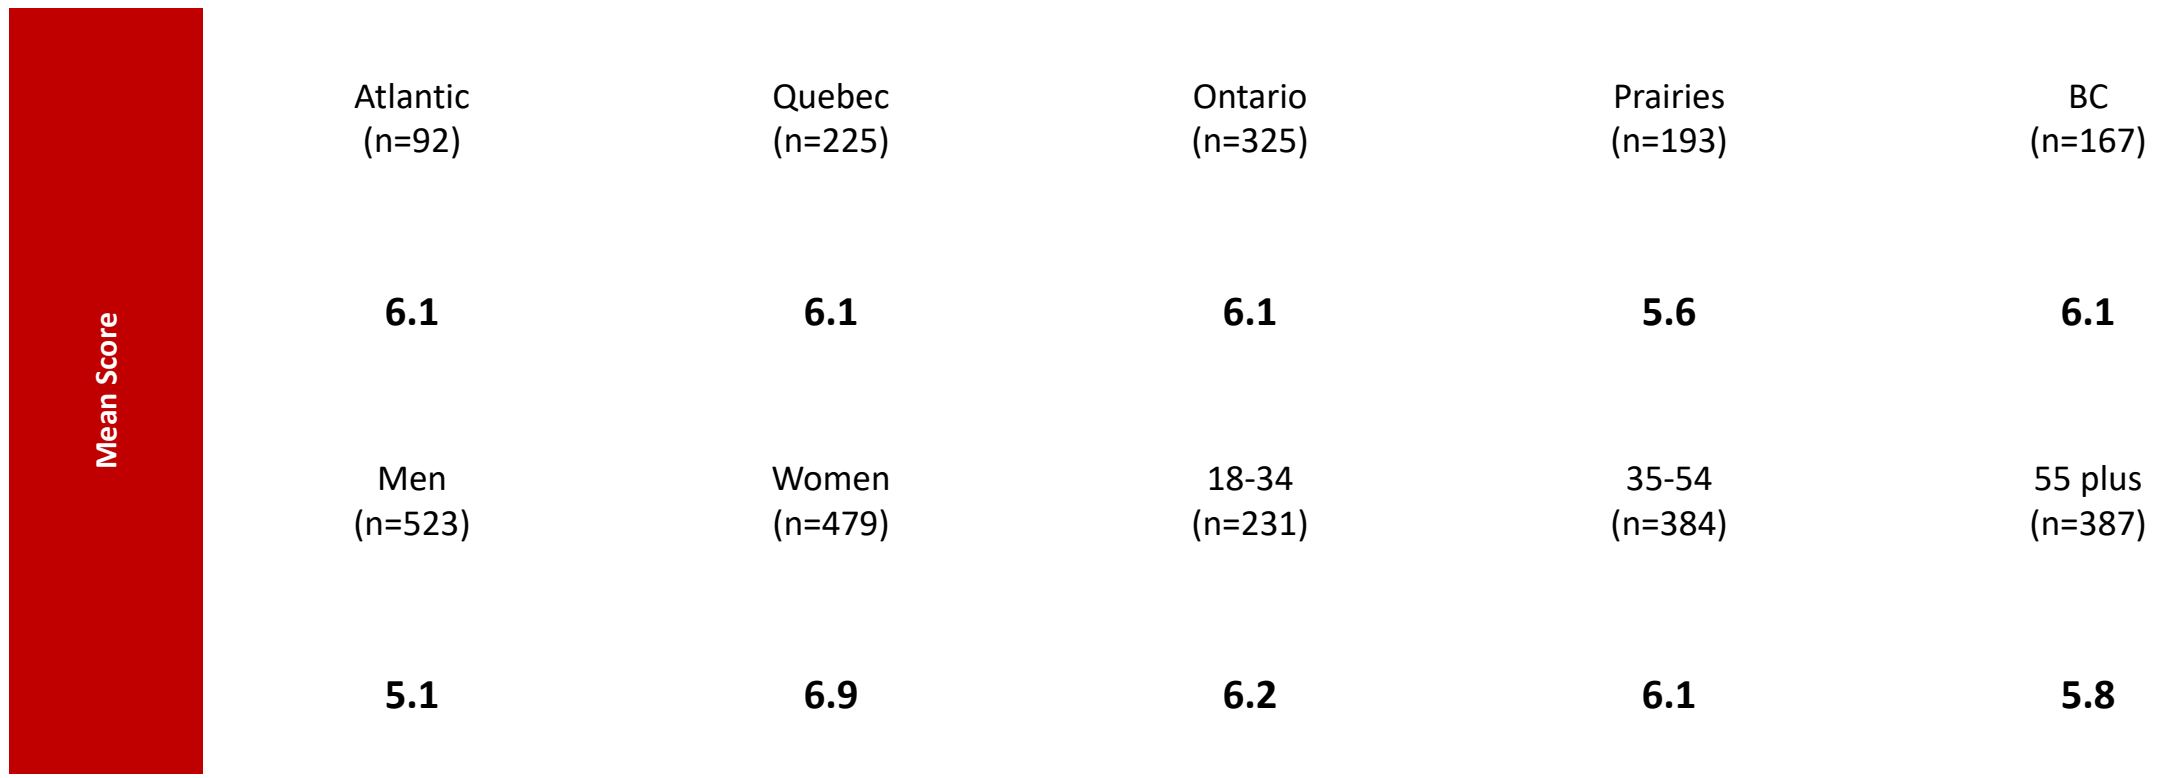 Mean Score
Atlantic
(n=92)
Quebec
(n=225)
Ontario
(n=325)
Prairies
(n=193)
BC
(n=167)
6.1
6.1
6.1
5.6
6.1
Men
(n=523)
Women
(n=479)
18-34
(n=231)
35-54
(n=384)
55 plus
(n=387)
5.1
6.9
6.2
6.1
5.8